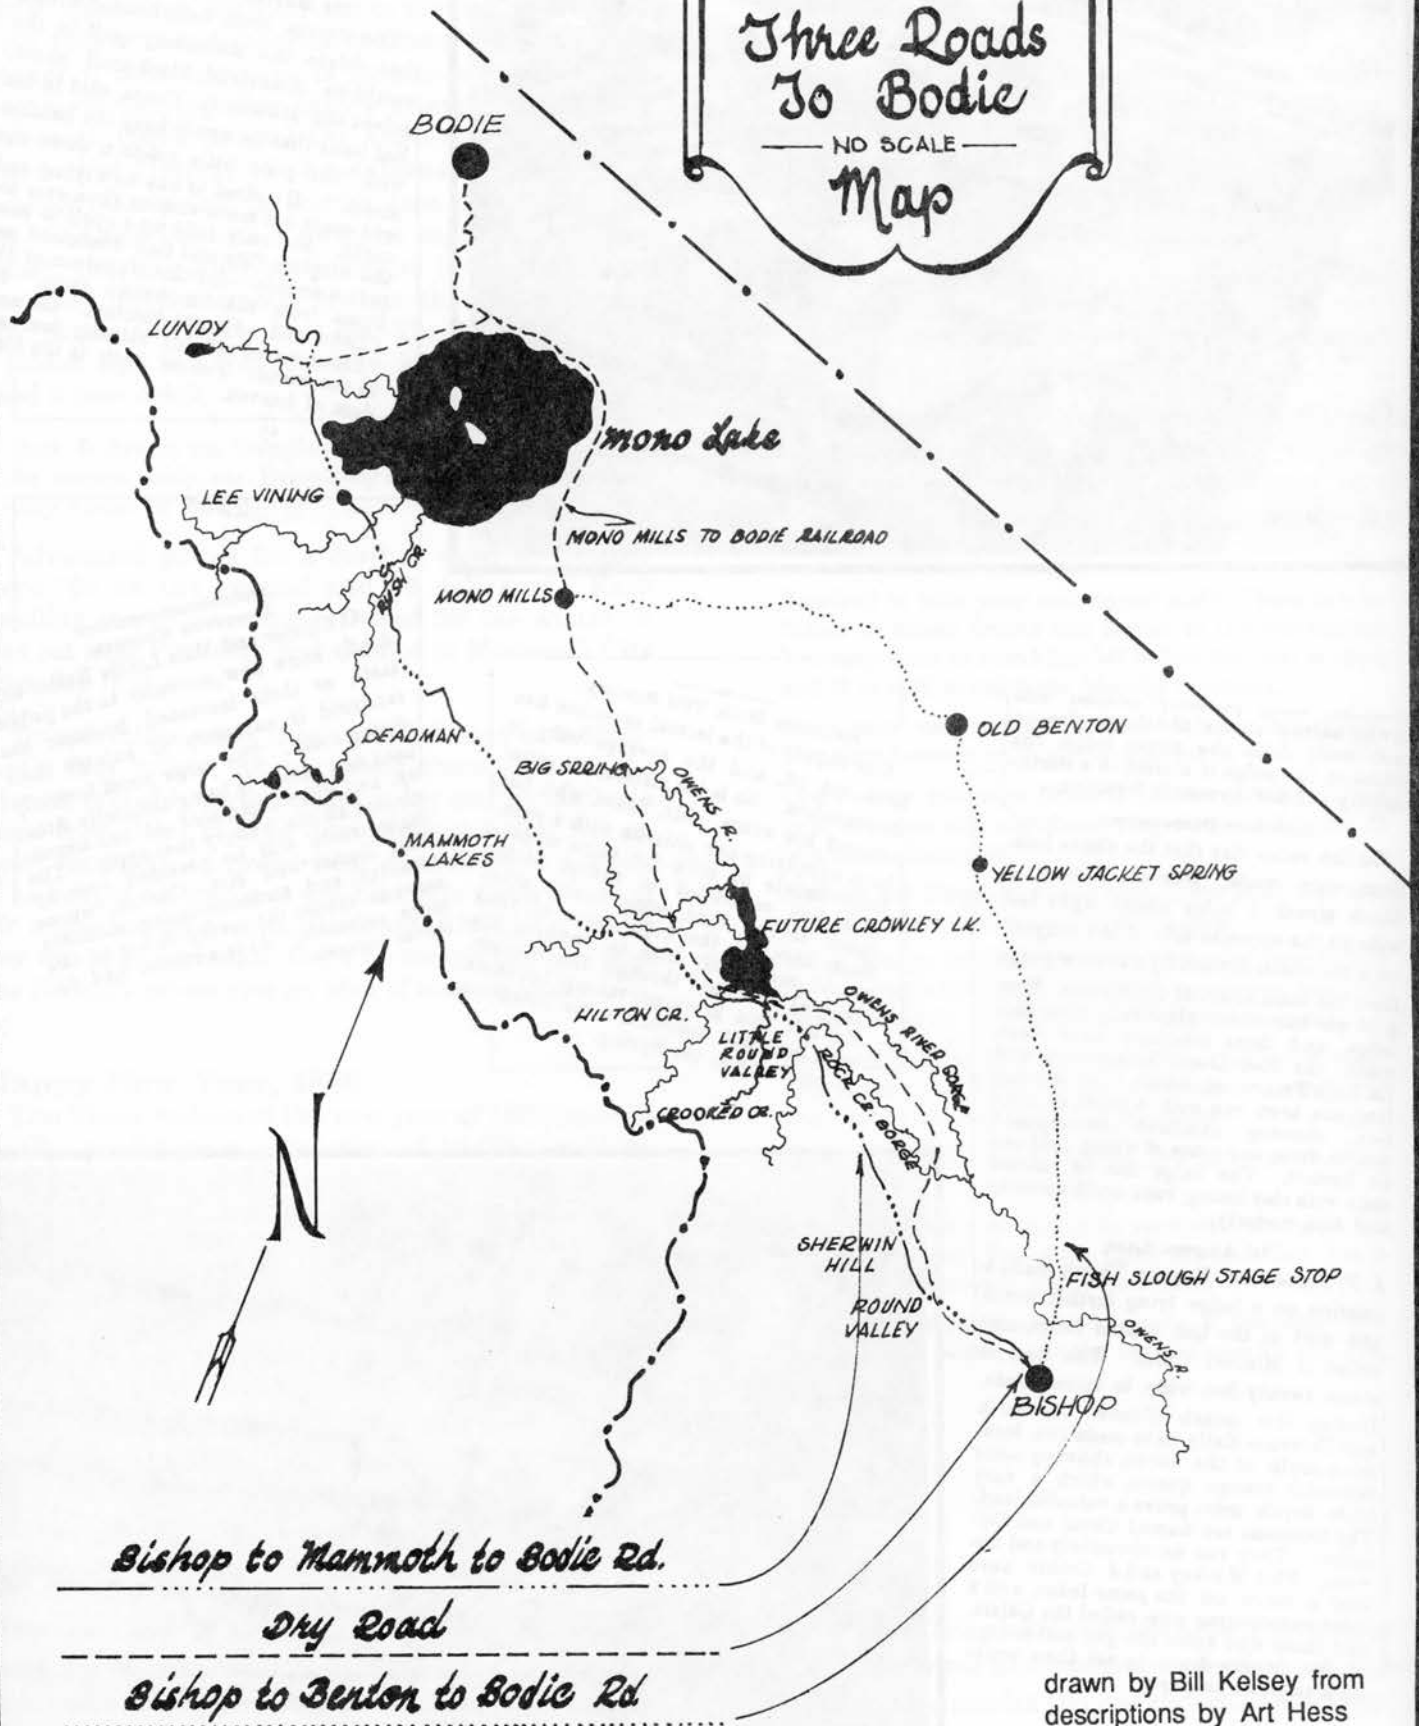 Three Roads
To Bodie
NO SCALE
Map
BODIE
LUNDY
Mono Lake
LEE VINING
MONO MILLS TO BODIE RAILROAD
RUSH CR.
MONO MILLS
OLD BENTON
DEADMAN
BIG SPRING
OWENS R.
MAMMOTH
LAKES
YELLOW JACKET SPRING
FUTURE CROWLEY LK.
HILTON CR.
OWENS RIVER GORGE
LITTLE
ROUND
VALLEY
ROCK CR. GORGE
CROOKED CR.
N
SHERWIN
HILL
FISH SLOUGH STAGE STOP
ROUND
VALLEY
OWENS R.
BISHOP
Bishop to Mammoth to Bodie Rd.
Dry Road
Bishop to Benton to Bodie Rd
drawn by Bill Kelsey from
descriptions by Art Hess